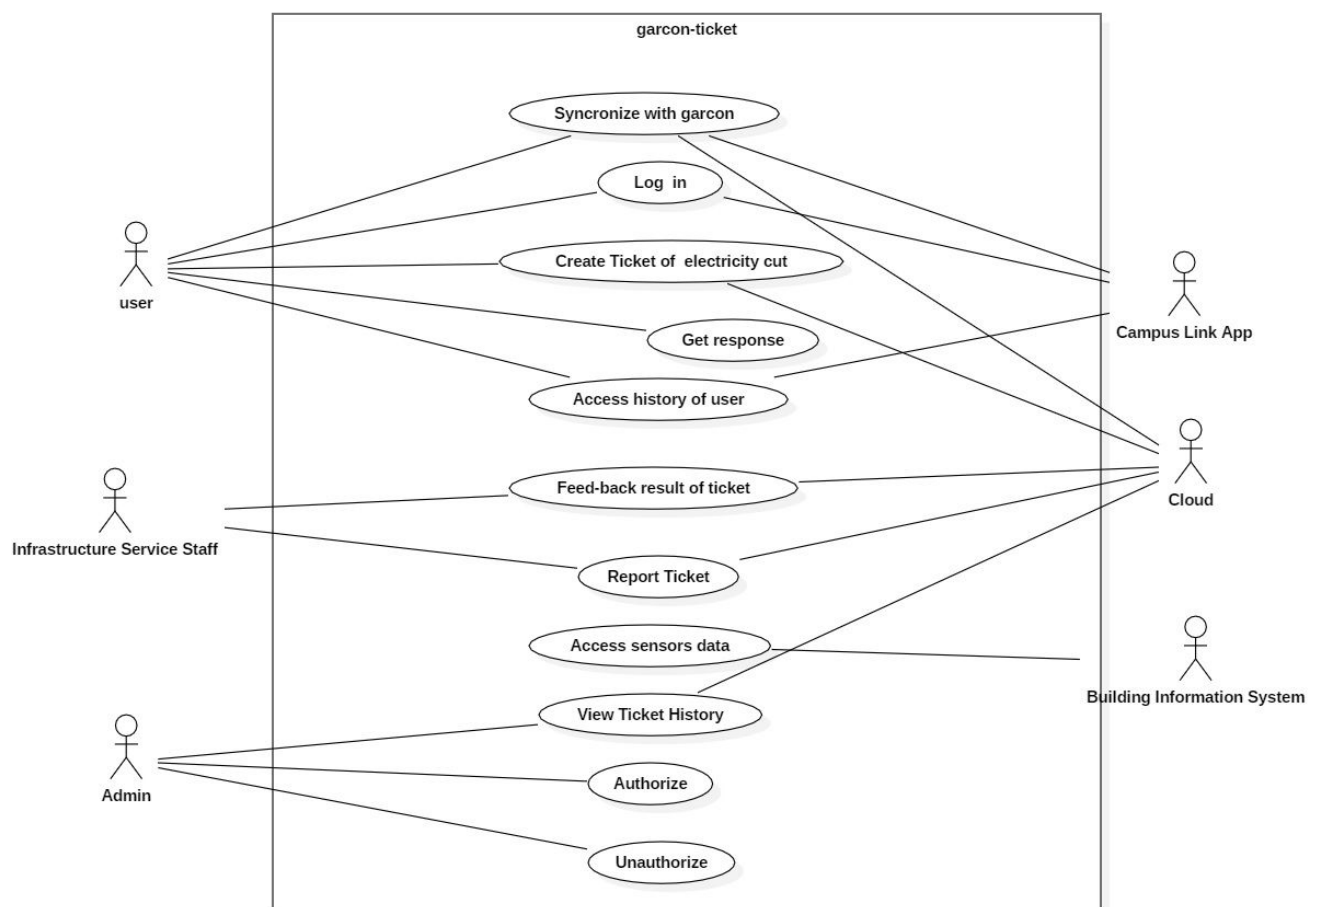 garcon-ticket
Syncronize with garcon
Log in
Create Ticket of electricity cut
user
Get response
Campus Link App
Access history of user
Feed-back result of ticket
Cloud
Infrastructure Service Staff
Report Ticket
Access sensors data
Building Information System
View Ticket History
Authorize
Admin
Unauthorize